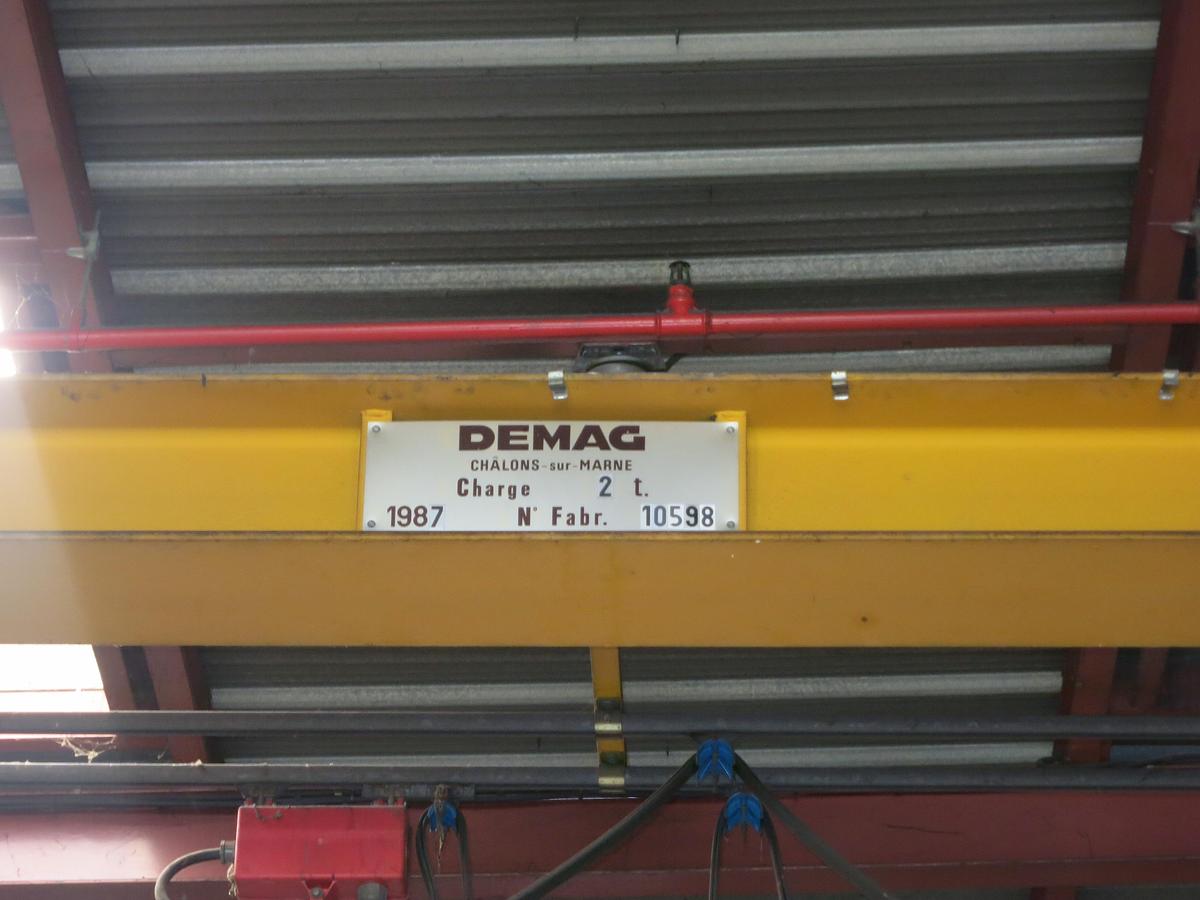 DEMAG
CHÂLONS-sur-MARNE
Charge 2 t.
1987 N° Fabr. 10598